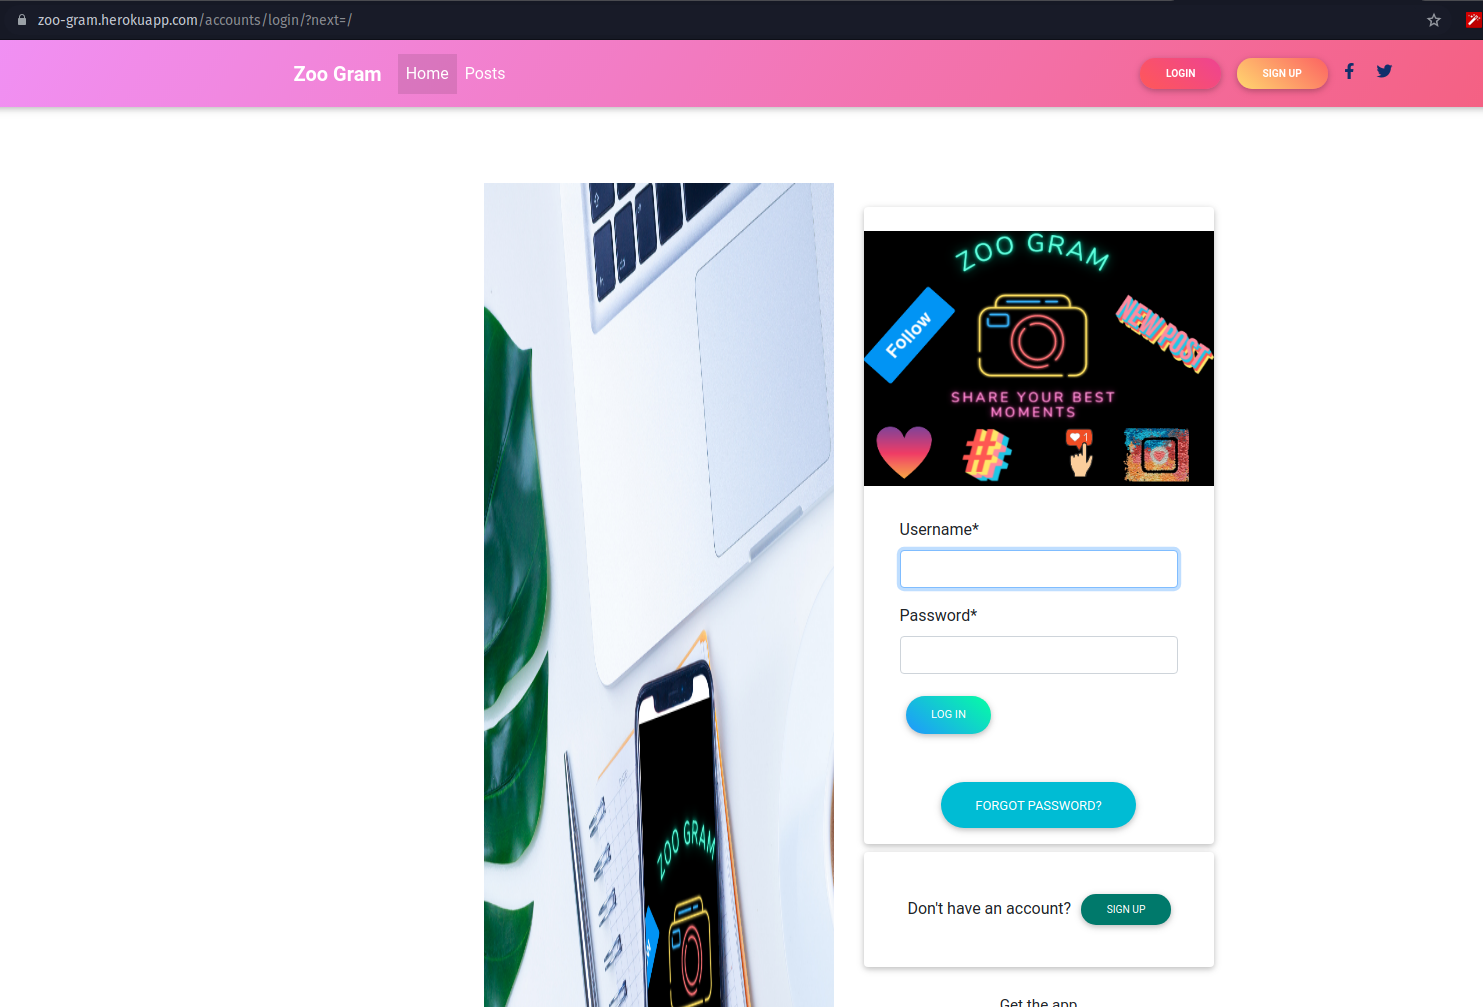 zoo-gram.herokuapp.com/accounts/login/?next=/
Zoo Gram
Home
Posts
LOGIN
SIGN UP
ZOO GRAM
Follow
NEW POST
SHARE YOUR BEST
MOMENTS
#
1
Username*
Password*
LOG IN
FORGOT PASSWORD?
ZOO GRAM
Don't have an account?
SIGN UP
Get the app